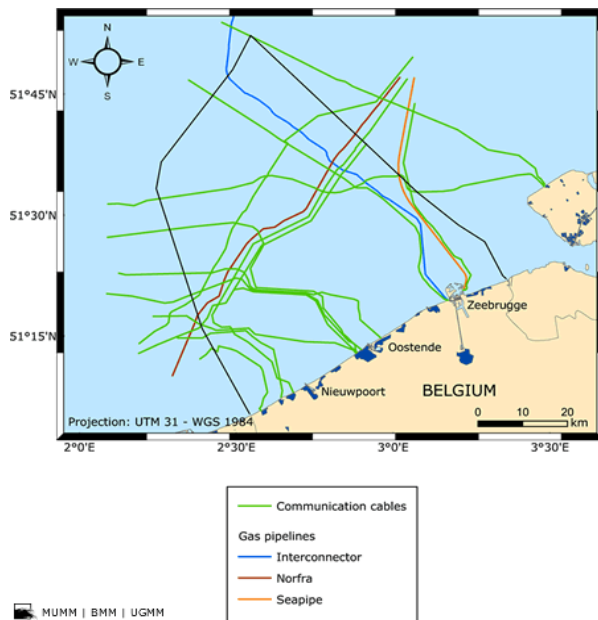 N
W E
S
51°45'N
51°30'N
51°15'N
Zeebrugge
Oostende
Nieuwpoort
BELGIUM
Projection: UTM 31 - WGS 1984
0 10 20
km
2°0'E 2°30'E 3°0'E 3°30'E
Communication cables
Gas pipelines
Interconnector
Norfra
Seapipe
MUMM | BMM | UGMM